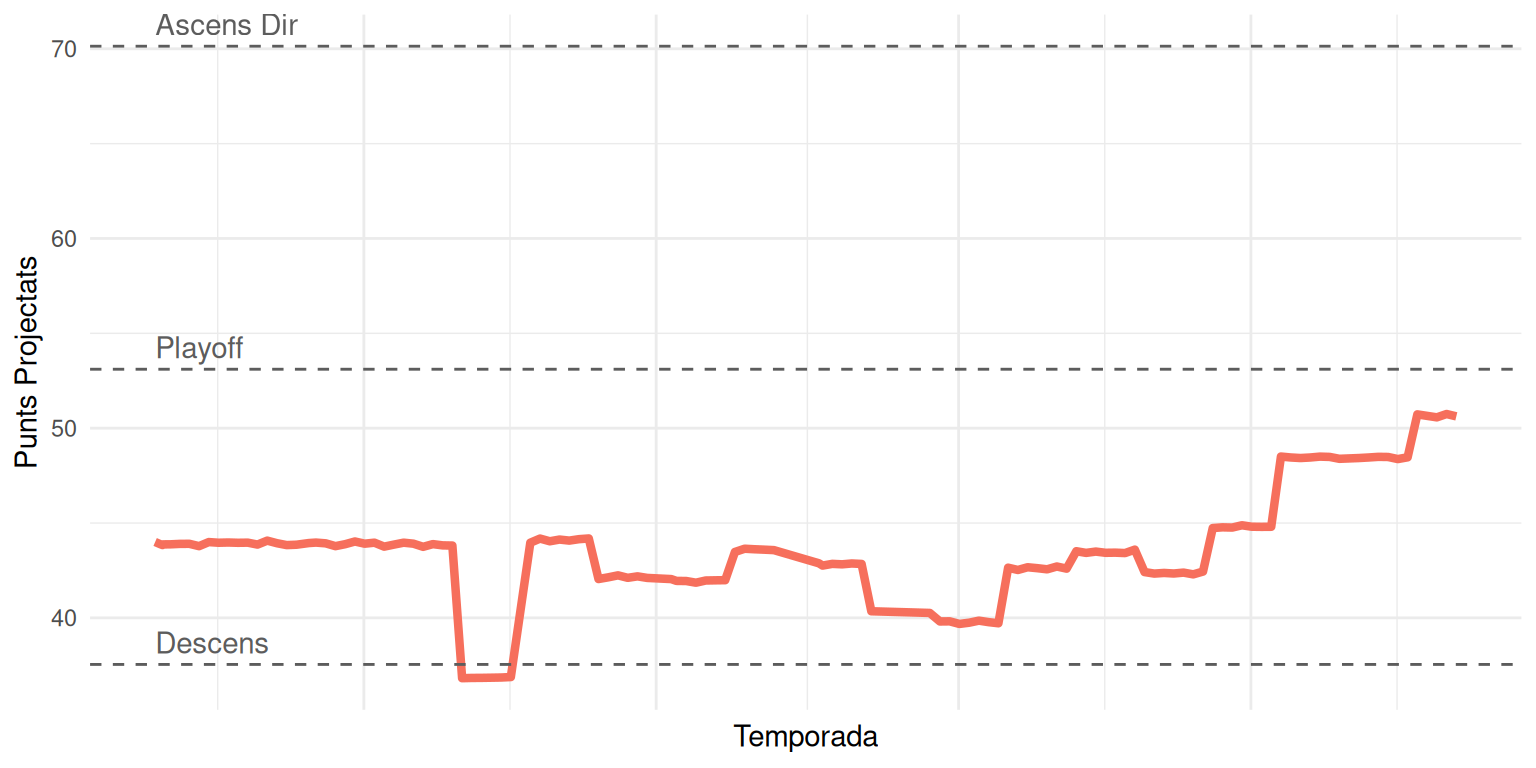 Ascens Dir
70
60
Playoff
50
40
Descens
Punts Projectats
Temporada